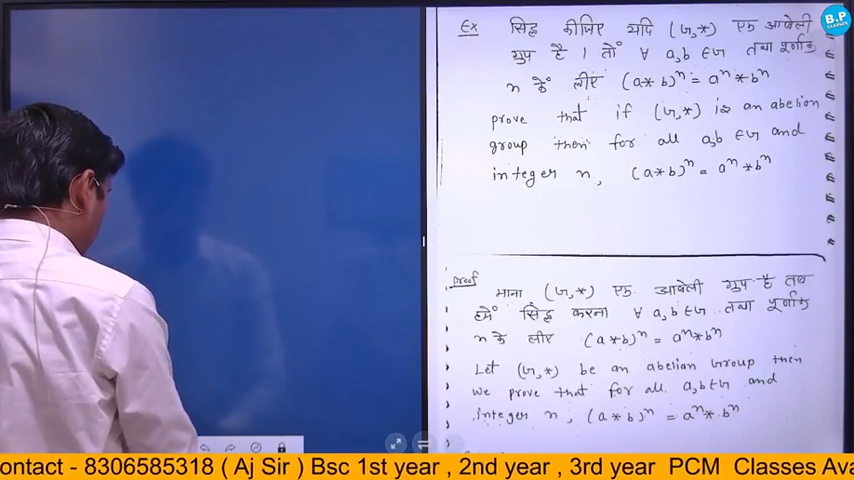 Ex सिद्ध कीजिए यदि (G,*) एक आबेली
ग्रुप है । तो ∀ a,b ∈ G तथा पूर्णांक
n के लीए (a*b)ⁿ = aⁿ * bⁿ
prove that if (G,*) is an abelian
group then for all a,b ∈ G and
integer n, (a*b)ⁿ = aⁿ * bⁿ
Proof माना (G,*) एक आबेली ग्रुप है तथ
हमें सिद्ध करना ∀ a,b ∈ G तथा पूर्णांक
n के लीए (a*b)ⁿ = aⁿ*bⁿ
Let (G,*) be an abelian Group then
we prove that for all a,b ∈ G and
integer n, (a*b)ⁿ = aⁿ * bⁿ
B.P
CLASSES
ontact - 8306585318 ( Aj Sir ) Bsc 1st year , 2nd year , 3rd year PCM Classes Ava